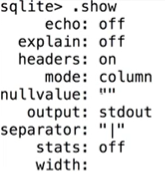 sqlite> .show
echo: off
explain: off
headers: on
mode: column
nullvalue: ""
output: stdout
separator: "|"
stats: off
width: